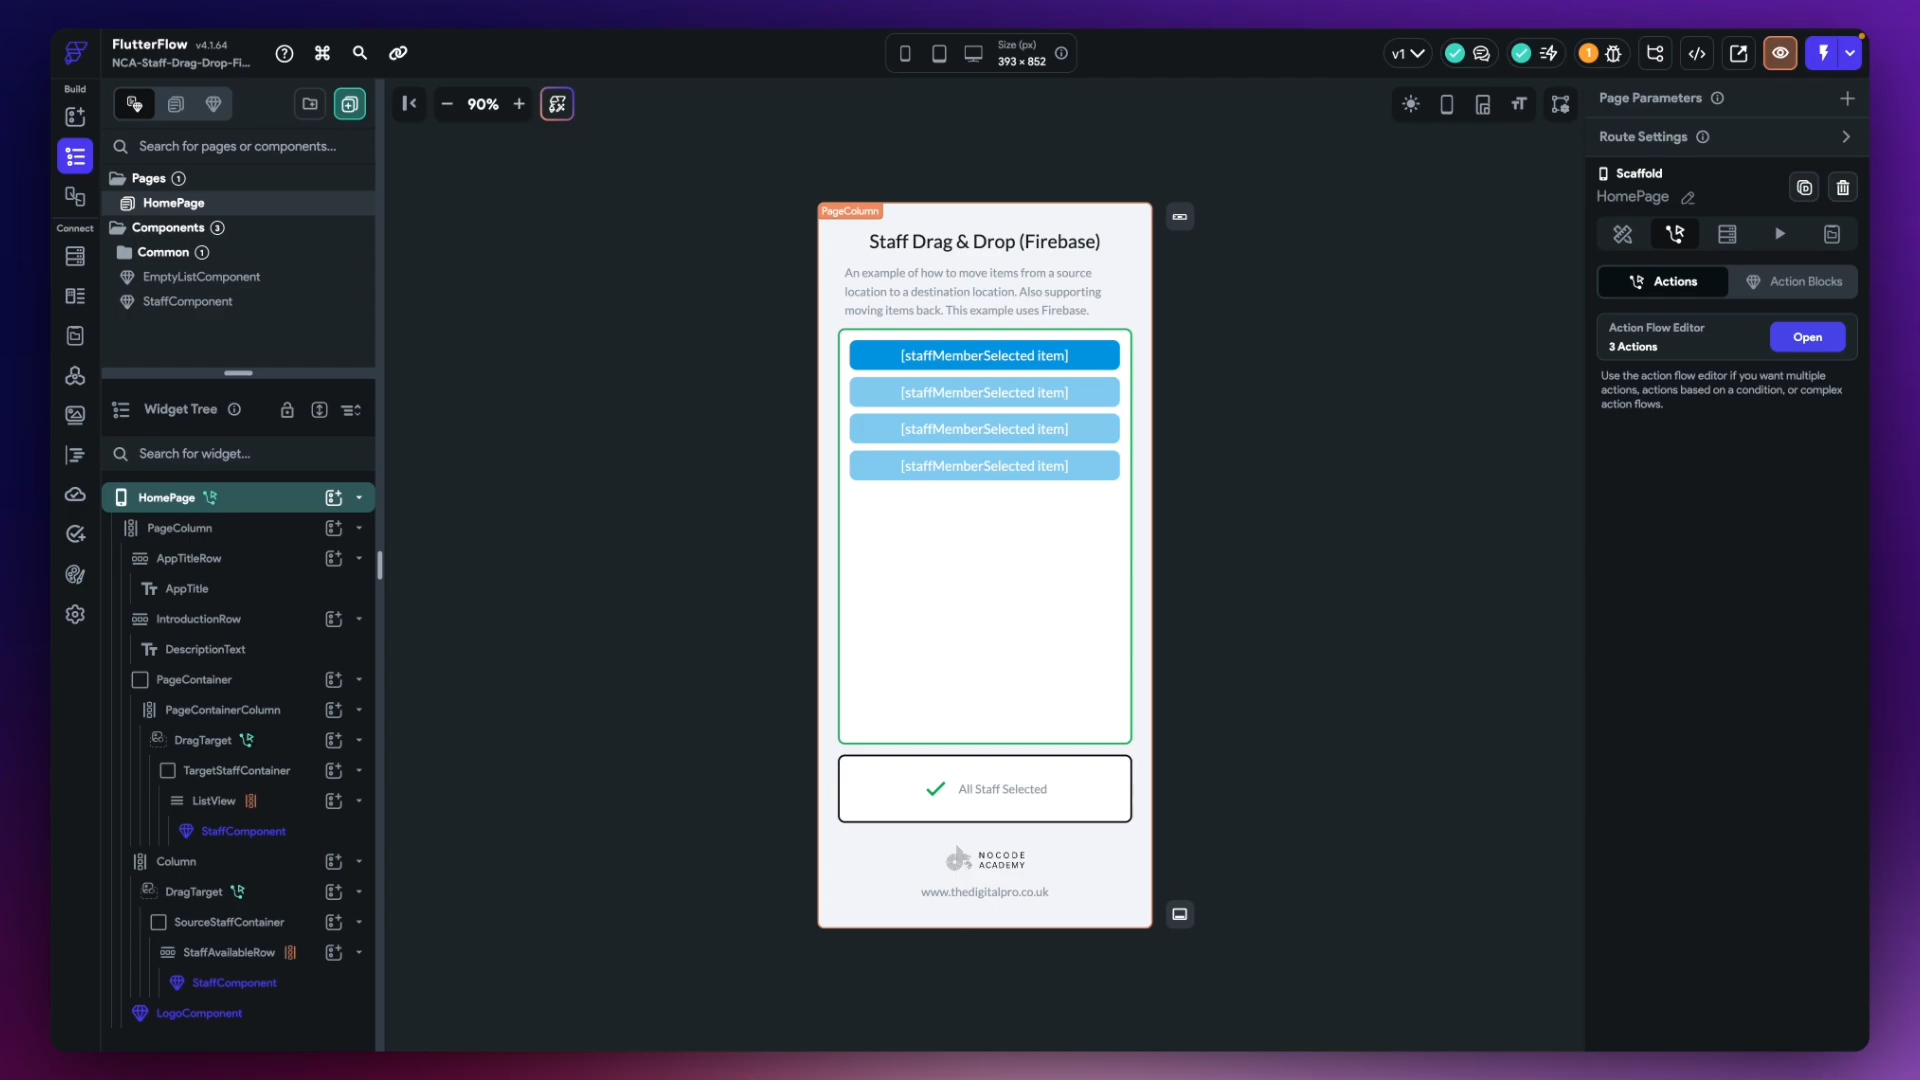 FlutterFlow v4.1.64
NCA-Staff-Drag-Drop-Fi...
Size (px)
393 × 852
v1
1
Build
Connect
90%
Search for pages or components...
Pages 1
HomePage
Components 3
Common 1
EmptyListComponent
StaffComponent
Widget Tree
Search for widget...
HomePage
PageColumn
AppTitleRow
AppTitle
IntroductionRow
DescriptionText
PageContainer
PageContainerColumn
DragTarget
TargetStaffContainer
ListView
StaffComponent
Column
DragTarget
SourceStaffContainer
StaffAvailableRow
StaffComponent
LogoComponent
PageColumn
Staff Drag & Drop (Firebase)
An example of how to move items from a source
location to a destination location. Also supporting
moving items back. This example uses Firebase.
[staffMemberSelected item]
[staffMemberSelected item]
[staffMemberSelected item]
[staffMemberSelected item]
All Staff Selected
NOCODE
ACADEMY
www.thedigitalpro.co.uk
Page Parameters
Route Settings
Scaffold
HomePage
Actions
Action Blocks
Action Flow Editor
3 Actions
Open
Use the action flow editor if you want multiple
actions, actions based on a condition, or complex
action flows.